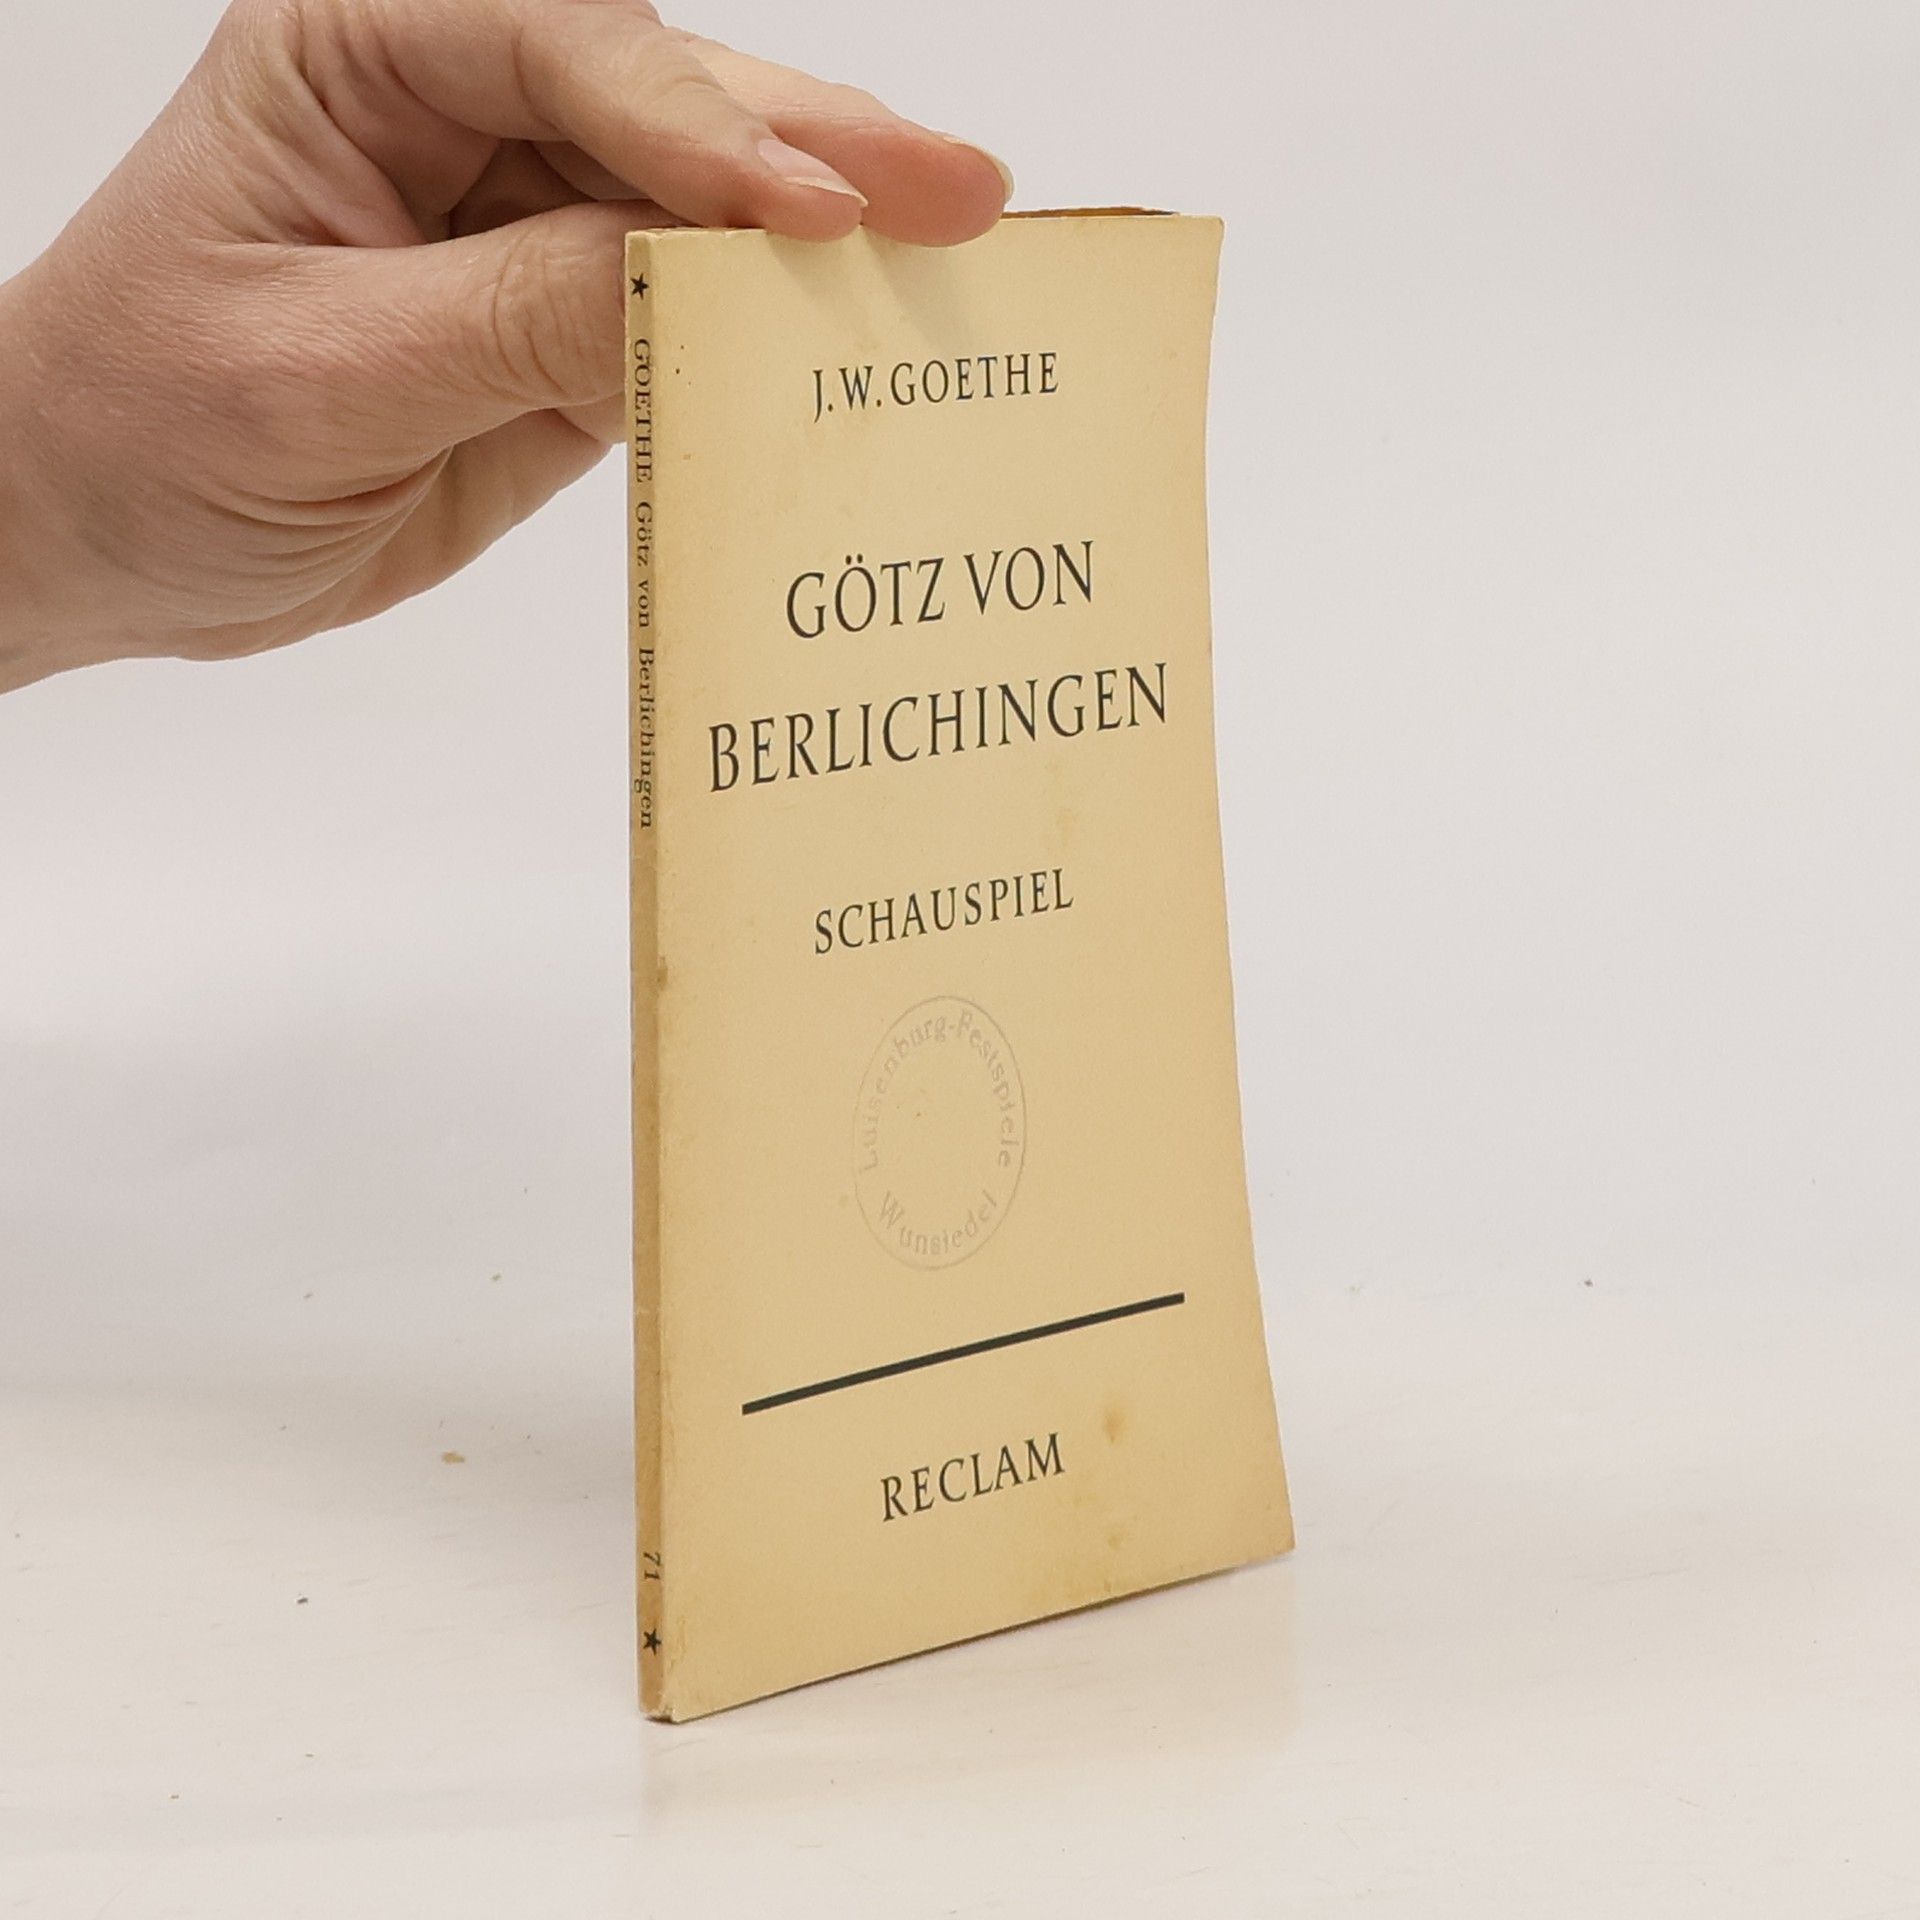 ★ GOETHE Götz von Berlichingen 71 ★
J. W. GOETHE
GÖTZ VON
BERLICHINGEN
SCHAUSPIEL
Luisenburg-Festspiele
Wunsiedel
RECLAM